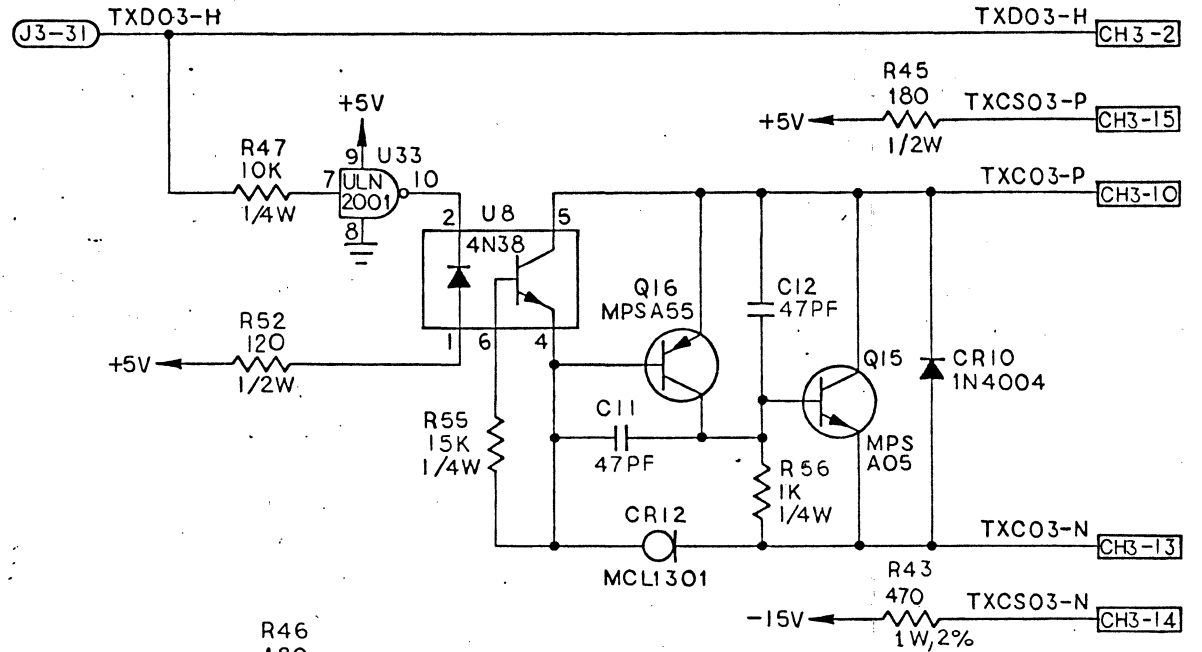 TXD03-H
TXD03-H
J3-31
CH3-2
R45
180
1/2W
+5V
TXCS03-P
CH3-15
+5V
R47
10K
1/4W
9
U33
7
ULN
2001
10
8
TXC03-P
CH3-10
2
U8
5
4N38
1
6
4
R52
120
1/2W
+5V
Q16
MPSA55
C12
47PF
Q15
MPS
A05
CR10
1N4004
R55
15K
1/4W
C11
47PF
R56
1K
1/4W
CR12
MCL1301
TXC03-N
CH3-13
R43
470
1W,2%
-15V
TXCS03-N
CH3-14
R46